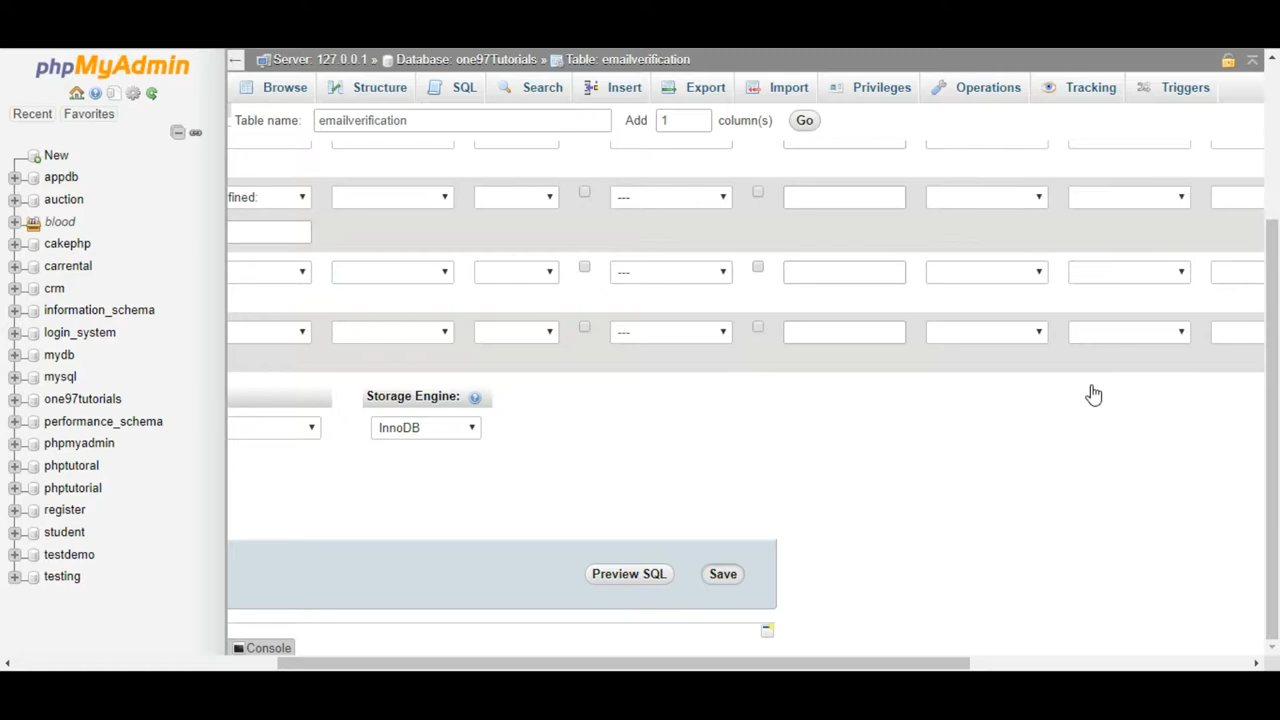 phpMyAdmin
Recent Favorites
New
appdb
auction
blood
cakephp
carrental
crm
information_schema
login_system
mydb
mysql
one97tutorials
performance_schema
phpmyadmin
phptutoral
phptutorial
register
student
testdemo
testing
Server: 127.0.0.1 » Database: one97Tutorials » Table: emailverification
Browse Structure SQL Search Insert Export Import Privileges Operations Tracking Triggers
Table name: emailverification Add 1 column(s) Go
fined: --- 
---
---
Storage Engine:
InnoDB
Preview SQL Save
Console